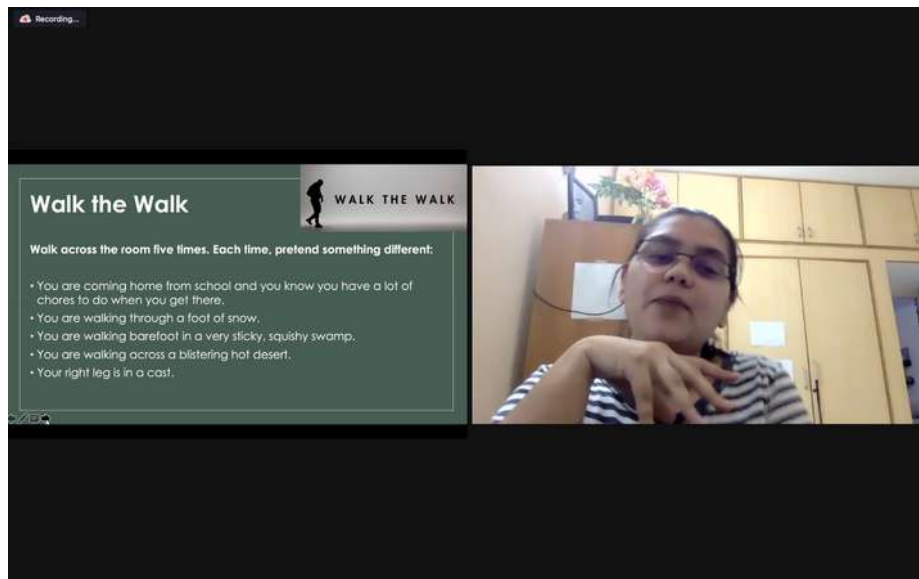 Recording...
Walk the Walk
WALK THE WALK
Walk across the room five times. Each time, pretend something different:
• You are coming home from school and you know you have a lot of
chores to do when you get there.
• You are walking through a foot of snow.
• You are walking barefoot in a very sticky, squishy swamp.
• You are walking across a blistering hot desert.
• Your right leg is in a cast.